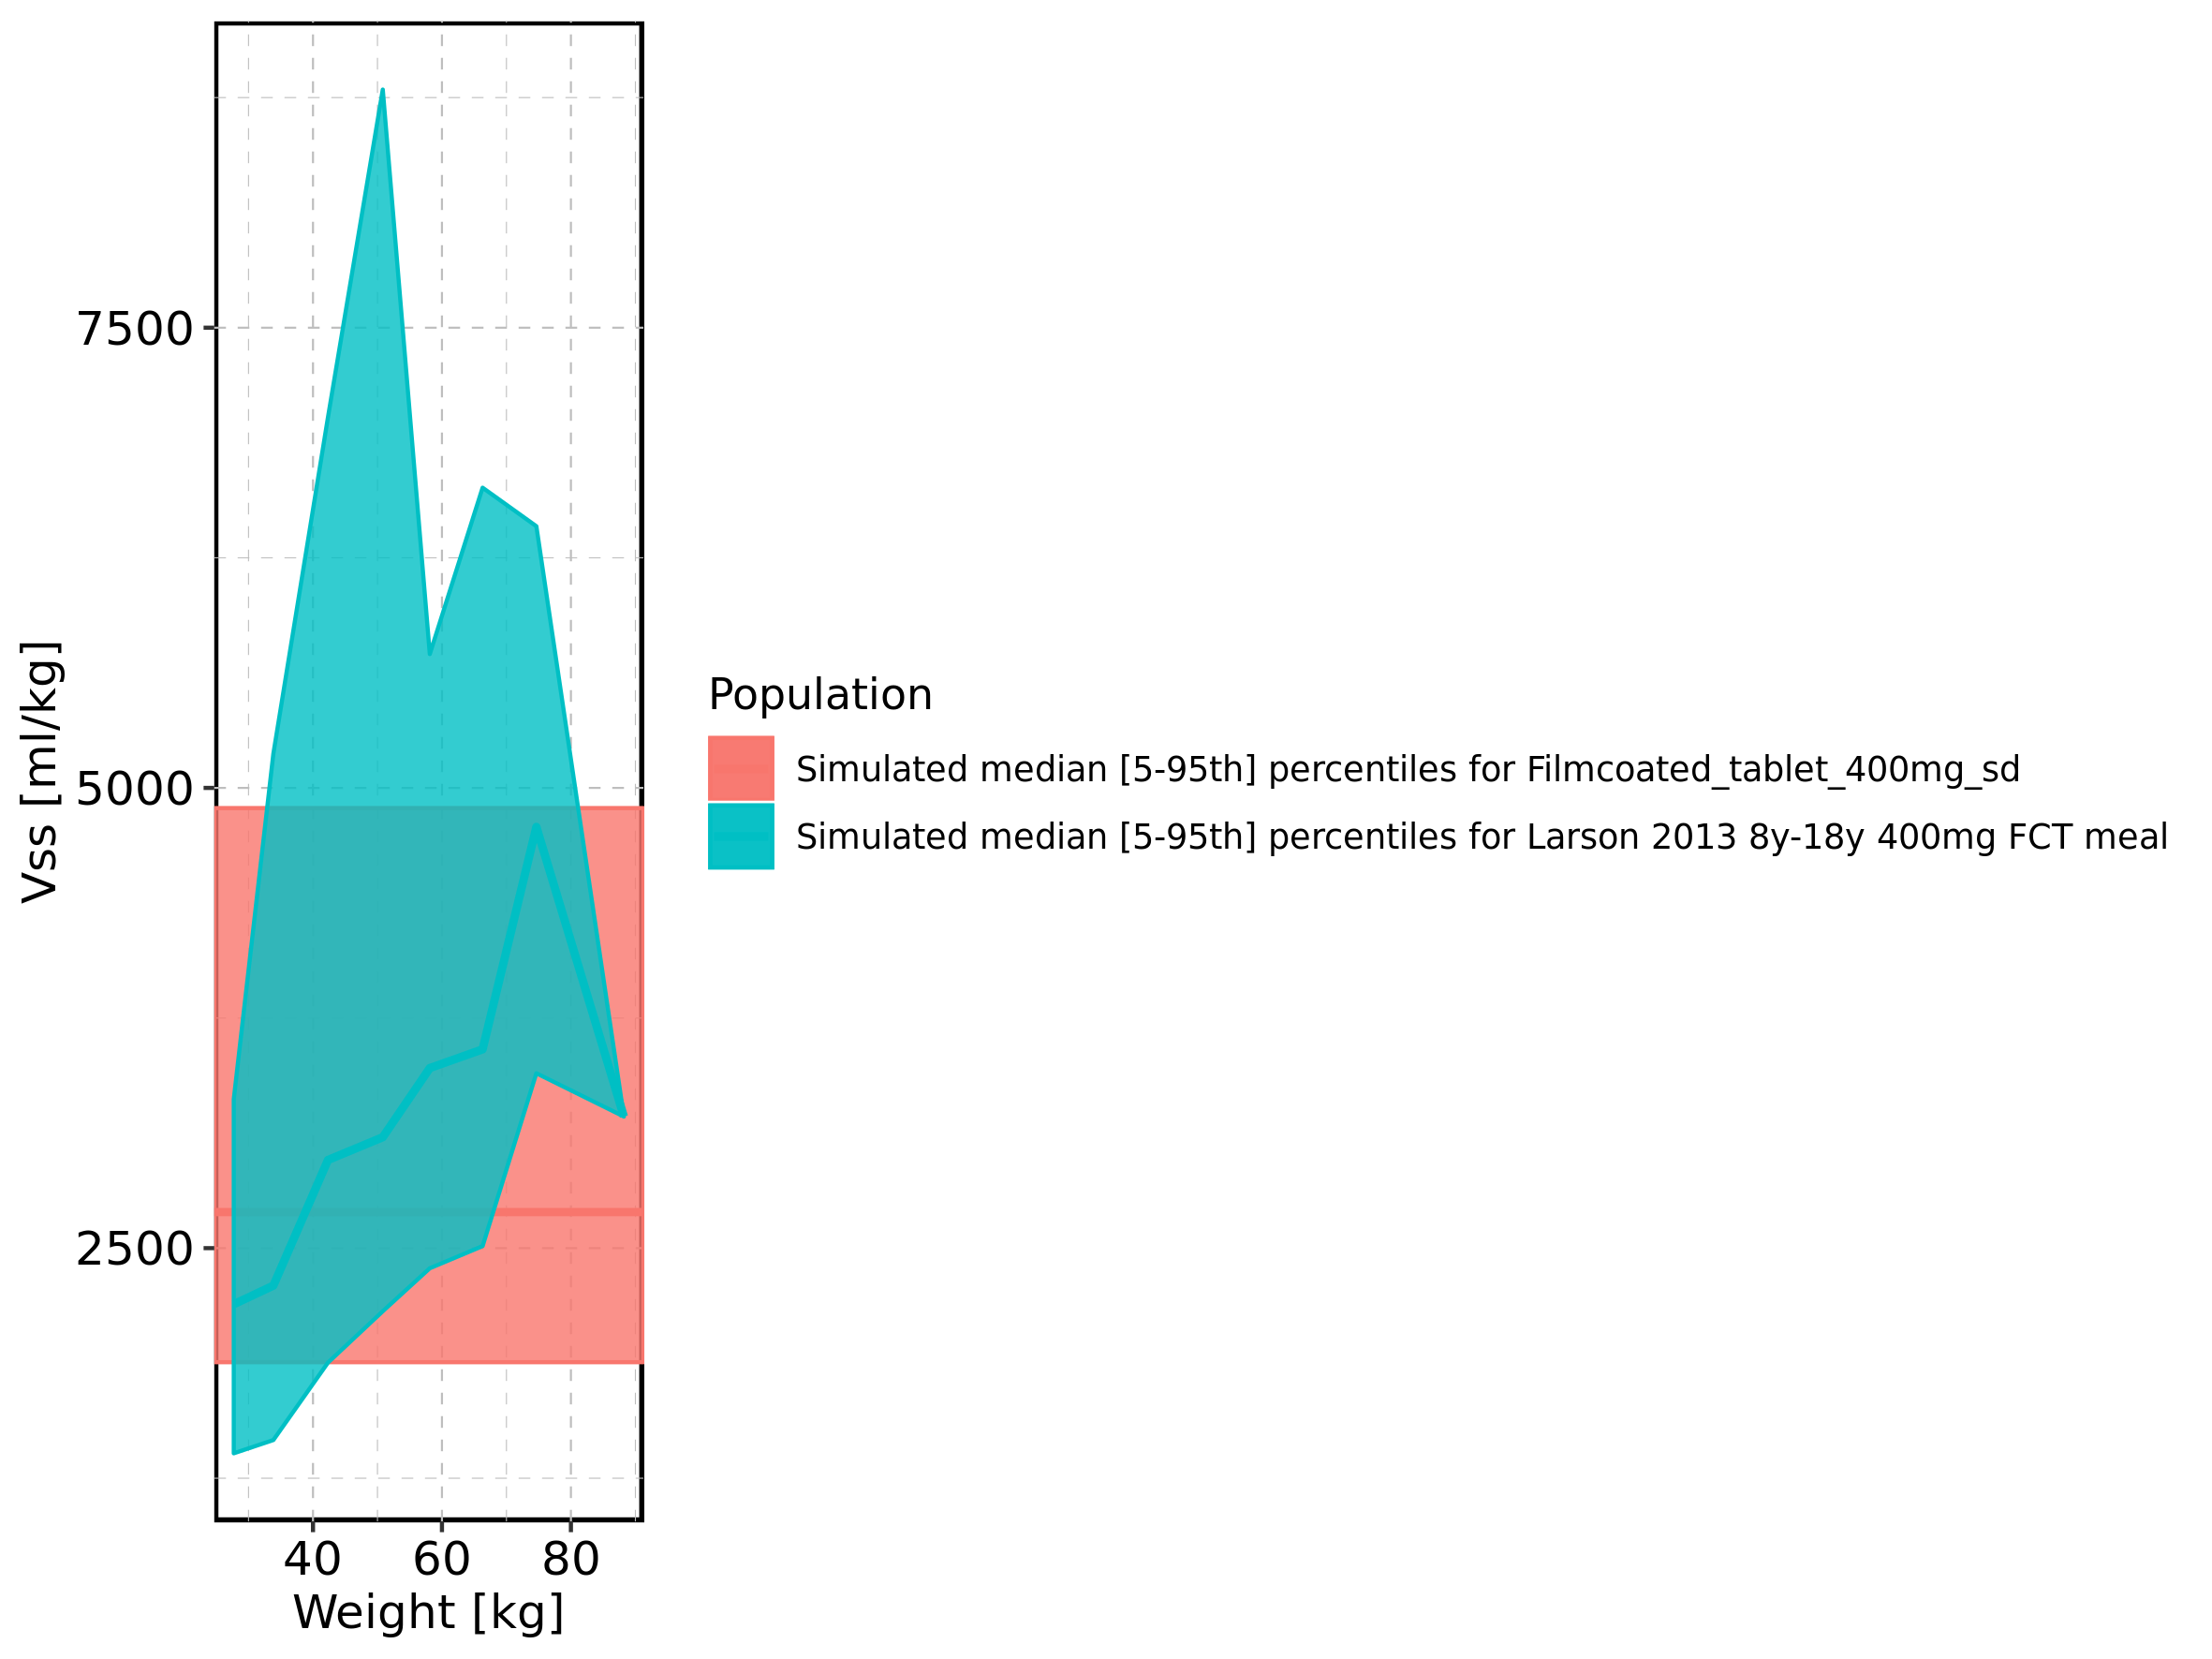 Vss [ml/kg]
7500
5000
2500
40 60 80
Weight [kg]
Population
Simulated median [5-95th] percentiles for Filmcoated_tablet_400mg_sd
Simulated median [5-95th] percentiles for Larson 2013 8y-18y 400mg FCT meal